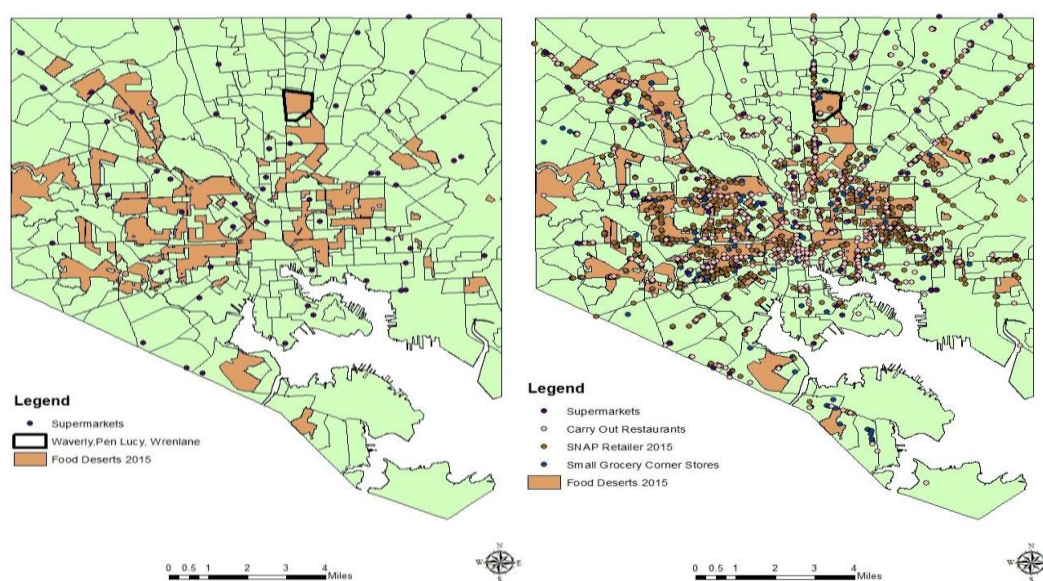 Legend
Supermarkets
Waverly,Pen Lucy, Wrenlane
Food Deserts 2015
0 0.5 1 2 3 4
Miles
N
W E
S
Legend
Supermarkets
Carry Out Restaurants
SNAP Retailer 2015
Small Grocery Corner Stores
Food Deserts 2015
0 0.5 1 2 3 4
Miles
N
W E
S